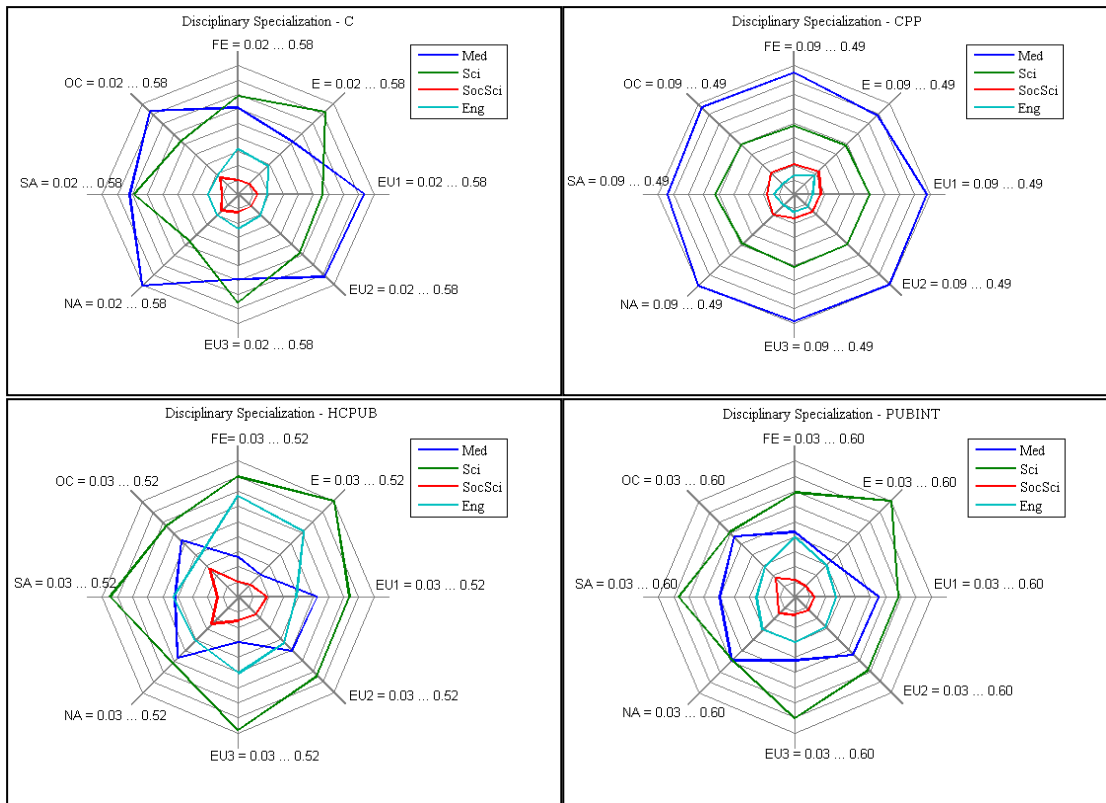 Disciplinary Specialization - C
FE = 0.02 ... 0.58
Med
Sci
SocSci
Eng
OC = 0.02 ... 0.58
E = 0.02 ... 0.58
SA = 0.02 ... 0.58
EU1 = 0.02 ... 0.58
NA = 0.02 ... 0.58
EU2 = 0.02 ... 0.58
EU3 = 0.02 ... 0.58
Disciplinary Specialization - CPP
FE = 0.09 ... 0.49
Med
Sci
SocSci
Eng
OC = 0.09 ... 0.49
E = 0.09 ... 0.49
SA = 0.09 ... 0.49
EU1 = 0.09 ... 0.49
NA = 0.09 ... 0.49
EU2 = 0.09 ... 0.49
EU3 = 0.09 ... 0.49
Disciplinary Specialization - HCPUB
FE= 0.03 ... 0.52
Med
Sci
SocSci
Eng
OC = 0.03 ... 0.52
E = 0.03 ... 0.52
SA = 0.03 ... 0.52
EU1 = 0.03 ... 0.52
NA = 0.03 ... 0.52
EU2 = 0.03 ... 0.52
EU3 = 0.03 ... 0.52
Disciplinary Specialization - PUBINT
FE = 0.03 ... 0.60
Med
Sci
SocSci
Eng
OC = 0.03 ... 0.60
E = 0.03 ... 0.60
SA = 0.03 ... 0.60
EU1 = 0.03 ... 0.60
NA = 0.03 ... 0.60
EU2 = 0.03 ... 0.60
EU3 = 0.03 ... 0.60